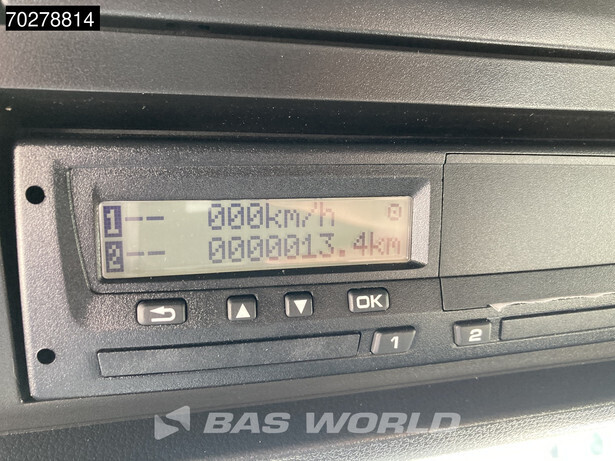 70278814
1-- 000km/h
2-- 0000013.4km
OK
1
2
BAS WORLD